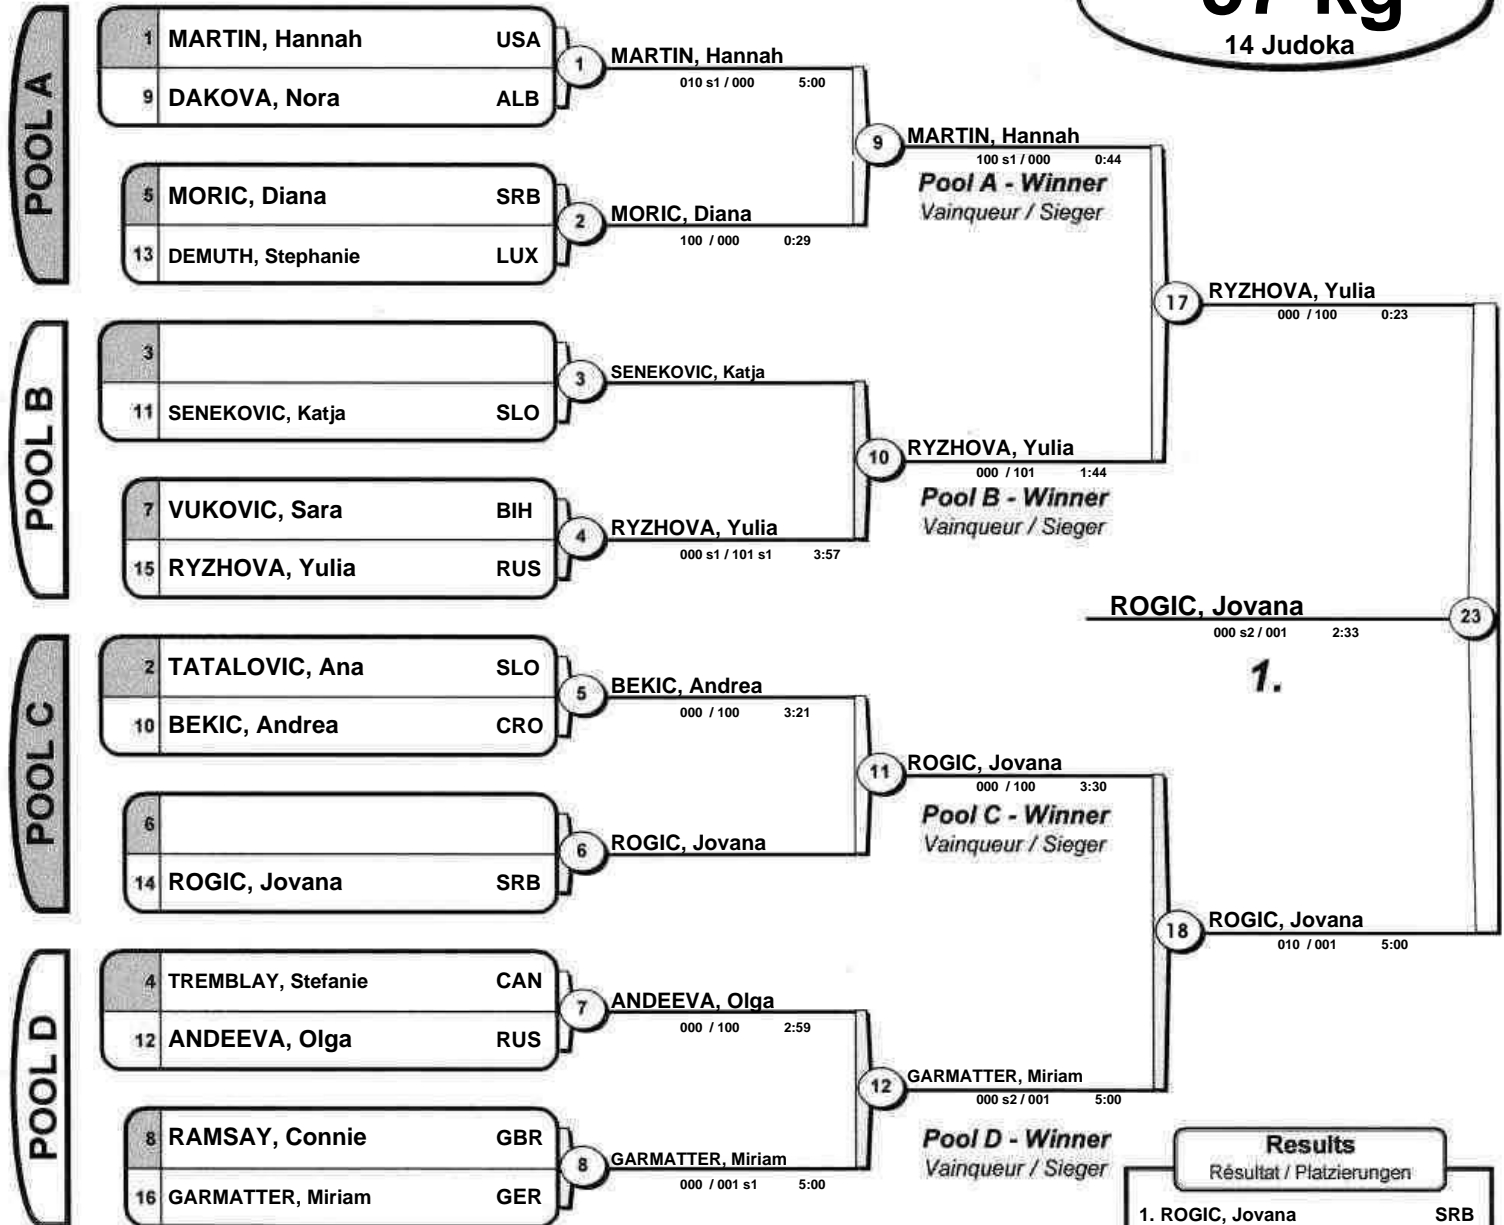 57 kg
14 Judoka
POOL A
1 MARTIN, Hannah USA
9 DAKOVA, Nora ALB
1
MARTIN, Hannah
010 s1 / 000 5:00
5 MORIC, Diana SRB
13 DEMUTH, Stephanie LUX
2
MORIC, Diana
100 / 000 0:29
9
MARTIN, Hannah
100 s1 / 000 0:44
Pool A - Winner
Vainqueur / Sieger
POOL B
3
11 SENEKOVIC, Katja SLO
3
SENEKOVIC, Katja
7 VUKOVIC, Sara BIH
15 RYZHOVA, Yulia RUS
4
RYZHOVA, Yulia
000 s1 / 101 s1 3:57
10
RYZHOVA, Yulia
000 / 101 1:44
Pool B - Winner
Vainqueur / Sieger
17
RYZHOVA, Yulia
000 / 100 0:23
POOL C
2 TATALOVIC, Ana SLO
10 BEKIC, Andrea CRO
5
BEKIC, Andrea
000 / 100 3:21
6
14 ROGIC, Jovana SRB
6
ROGIC, Jovana
11
ROGIC, Jovana
000 / 100 3:30
Pool C - Winner
Vainqueur / Sieger
POOL D
4 TREMBLAY, Stefanie CAN
12 ANDEEVA, Olga RUS
7
ANDEEVA, Olga
000 / 100 2:59
8 RAMSAY, Connie GBR
16 GARMATTER, Miriam GER
8
GARMATTER, Miriam
000 / 001 s1 5:00
12
GARMATTER, Miriam
000 s2 / 001 5:00
Pool D - Winner
Vainqueur / Sieger
18
ROGIC, Jovana
010 / 001 5:00
23
ROGIC, Jovana
000 s2 / 001 2:33
1.
Results
Résultat / Platzierungen
1. ROGIC, Jovana SRB